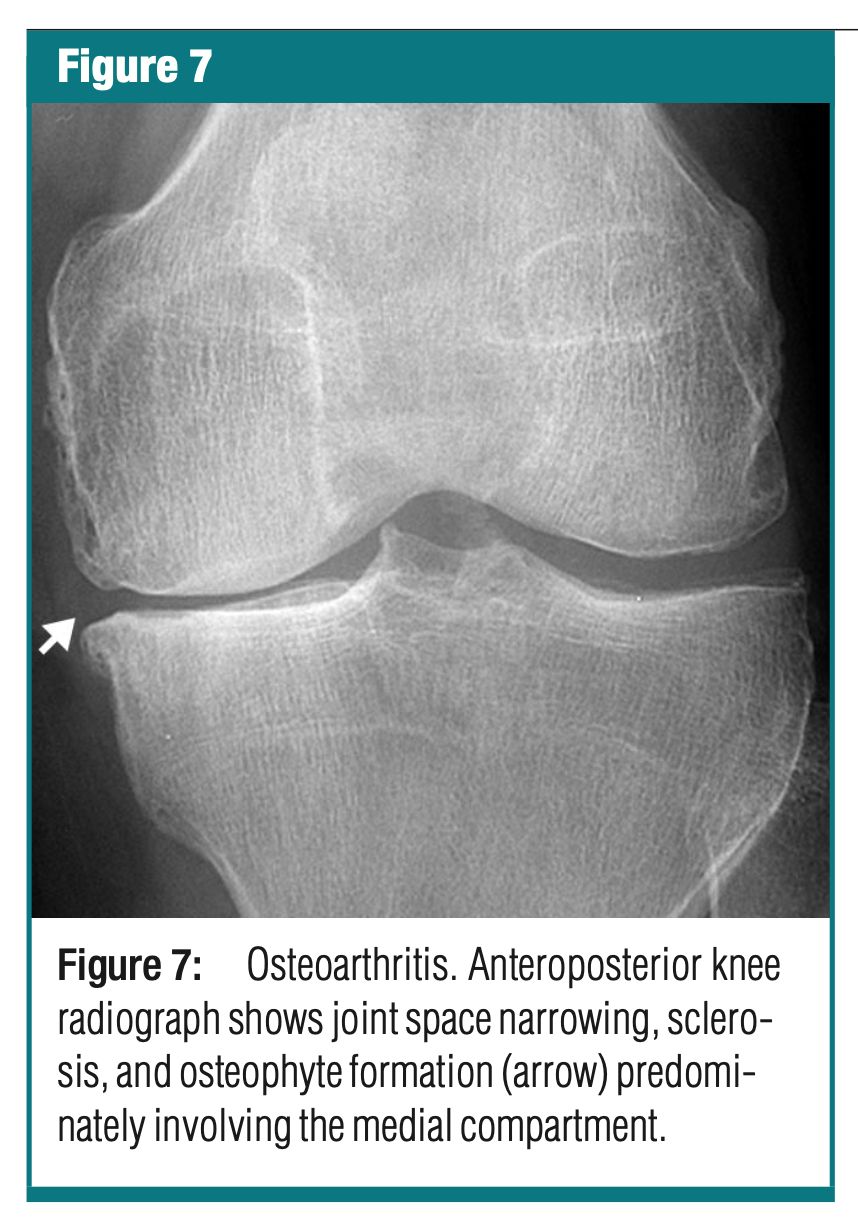 Figure 7
Figure 7: Osteoarthritis. Anteroposterior knee
radiograph shows joint space narrowing, sclero-
sis, and osteophyte formation (arrow) predomi-
nately involving the medial compartment.